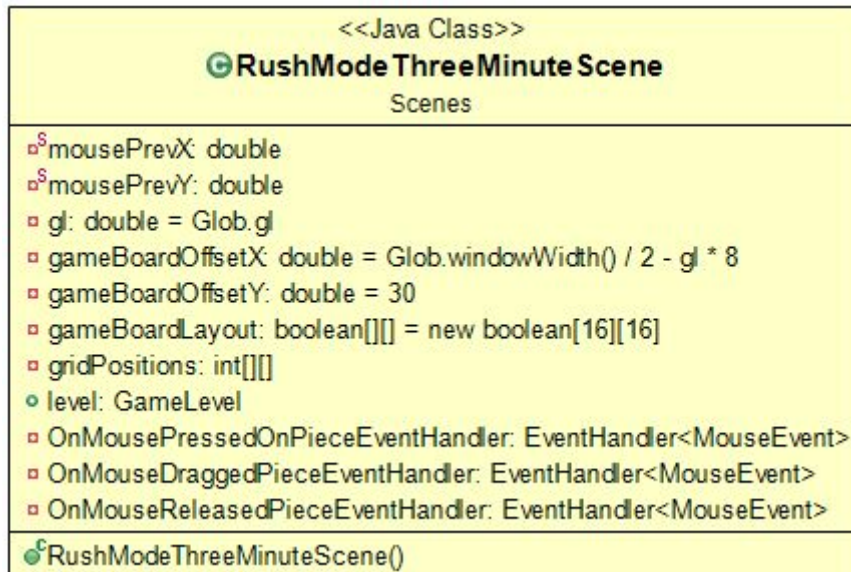 <<Java Class>>
RushModeThreeMinuteScene
Scenes
mousePrevX: double
mousePrevY: double
gl: double = Glob.gl
gameBoardOffsetX: double = Glob.windowWidth() / 2 - gl * 8
gameBoardOffsetY: double = 30
gameBoardLayout: boolean[][] = new boolean[16][16]
gridPositions: int[][]
level: GameLevel
OnMousePressedOnPieceEventHandler: EventHandler<MouseEvent>
OnMouseDraggedPieceEventHandler: EventHandler<MouseEvent>
OnMouseReleasedPieceEventHandler: EventHandler<MouseEvent>
RushModeThreeMinuteScene()